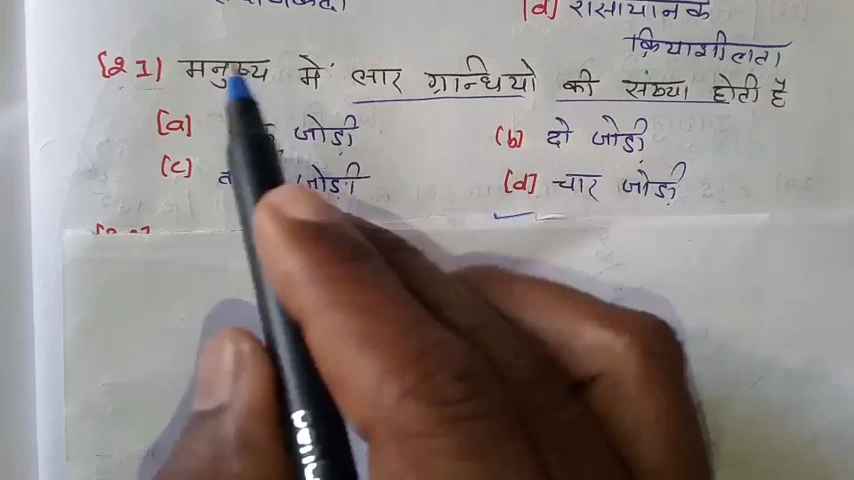 (d) रासायनिक
क्रियाशीलता
(21) मनुष्य में लार ग्रन्थियो की संख्या होती है
(a) जोड़ी (b) दो जोड़ी
(c) जोड़ी (d) चार जोड़ी